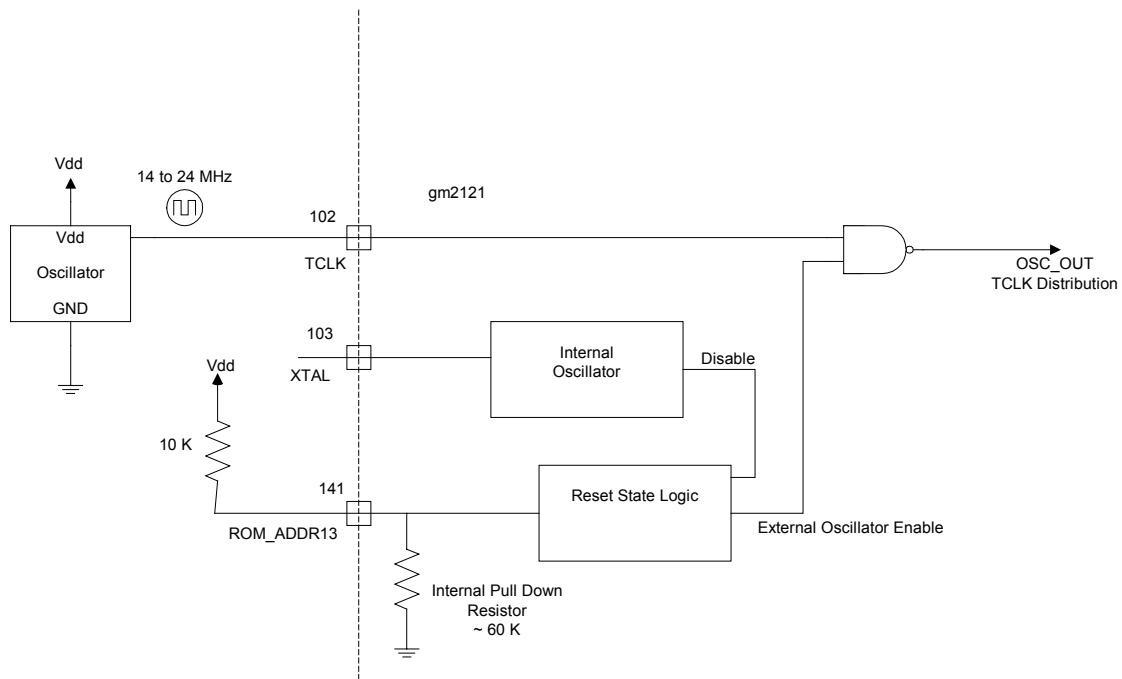 Vdd
14 to 24 MHz
gm2121
102
Vdd
TCLK
Oscillator
OSC_OUT
TCLK Distribution
GND
103
Internal
Oscillator
Disable
Vdd
XTAL
10 K
141
Reset State Logic
ROM_ADDR13
External Oscillator Enable
Internal Pull Down
Resistor
~ 60 K